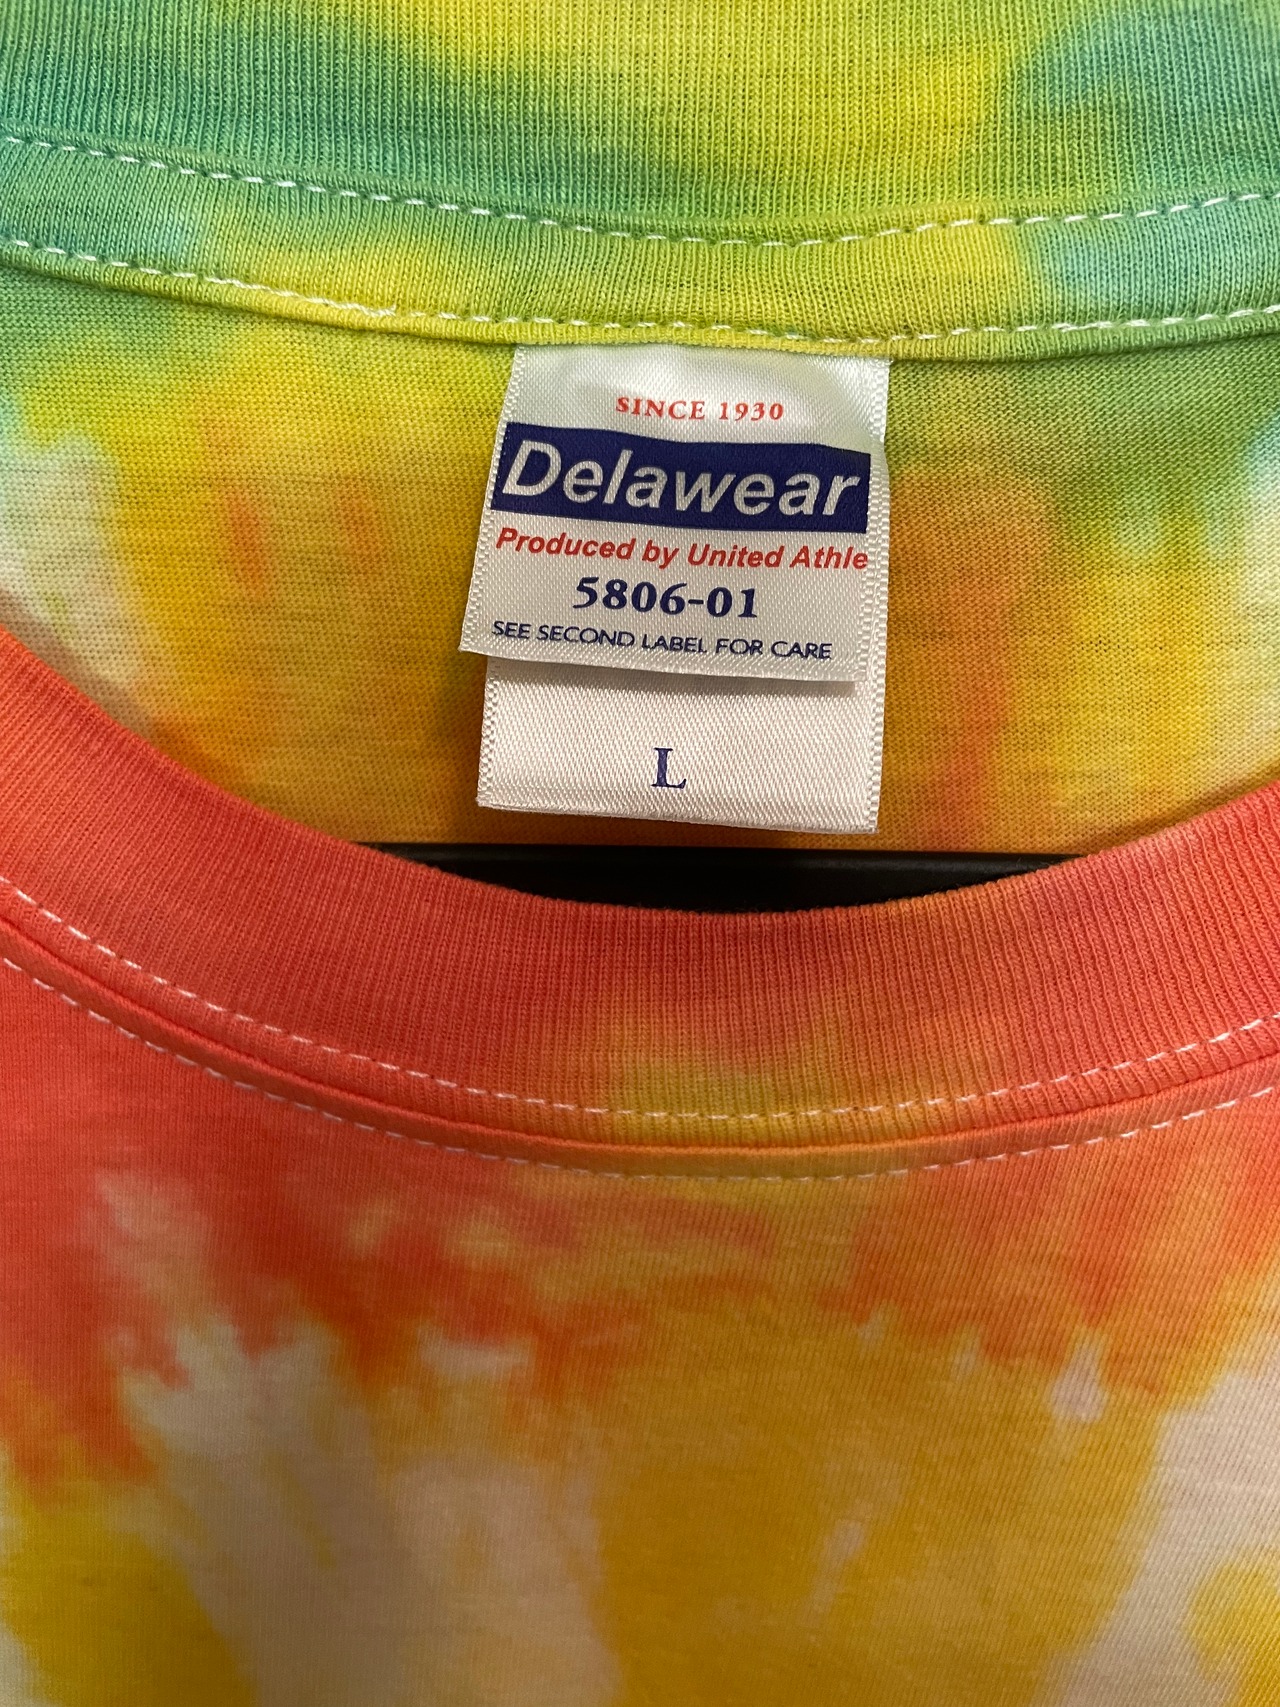 SINCE 1930
Delawear
Produced by United Athle
5806-01
SEE SECOND LABEL FOR CARE
L